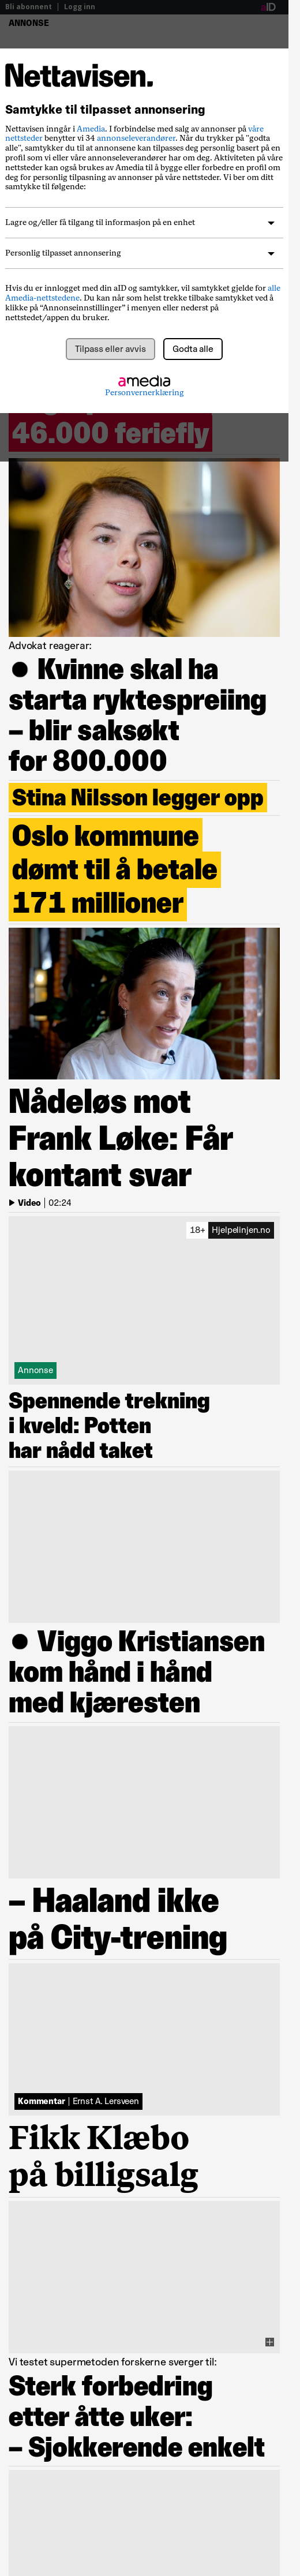 Bli abonnent | Logg inn
aID
ANNONSE
Nettavisen.
Samtykke til tilpasset annonsering
Nettavisen inngår i Amedia. I forbindelse med salg av annonser på våre
nettsteder benytter vi 34 annonseleverandører. Når du trykker på "godta
alle", samtykker du til at annonsene kan tilpasses deg personlig basert på en
profil som vi eller våre annonseleverandører har om deg. Aktiviteten på våre
nettsteder kan også brukes av Amedia til å bygge eller forbedre en profil om
deg for personlig tilpasning av annonser på våre nettsteder. Vi ber om ditt
samtykke til følgende:
Lagre og/eller få tilgang til informasjon på en enhet
Personlig tilpasset annonsering
Hvis du er innlogget med din aID og samtykker, vil samtykket gjelde for alle
Amedia-nettstedene. Du kan når som helst trekke tilbake samtykket ved å
klikke på “Annonseinnstillinger” i menyen eller nederst på
nettstedet/appen du bruker.
Tilpass eller avvis
Godta alle
amedia
Personvernerklæring
46.000 feriefly
Advokat reagerar:
● Kvinne skal ha
starta ryktespreiing
– blir saksøkt
for 800.000
Stina Nilsson legger opp
Oslo kommune
dømt til å betale
171 millioner
Nådeløs mot
Frank Løke: Får
kontant svar
Video | 02:24
18+ Hjelpelinjen.no
Annonse
Spennende trekning
i kveld: Potten
har nådd taket
● Viggo Kristiansen
kom hånd i hånd
med kjæresten
– Haaland ikke
på City-trening
Kommentar | Ernst A. Lersveen
Fikk Klæbo
på billigsalg
Vi testet supermetoden forskerne sverger til:
Sterk forbedring
etter åtte uker:
– Sjokkerende enkelt